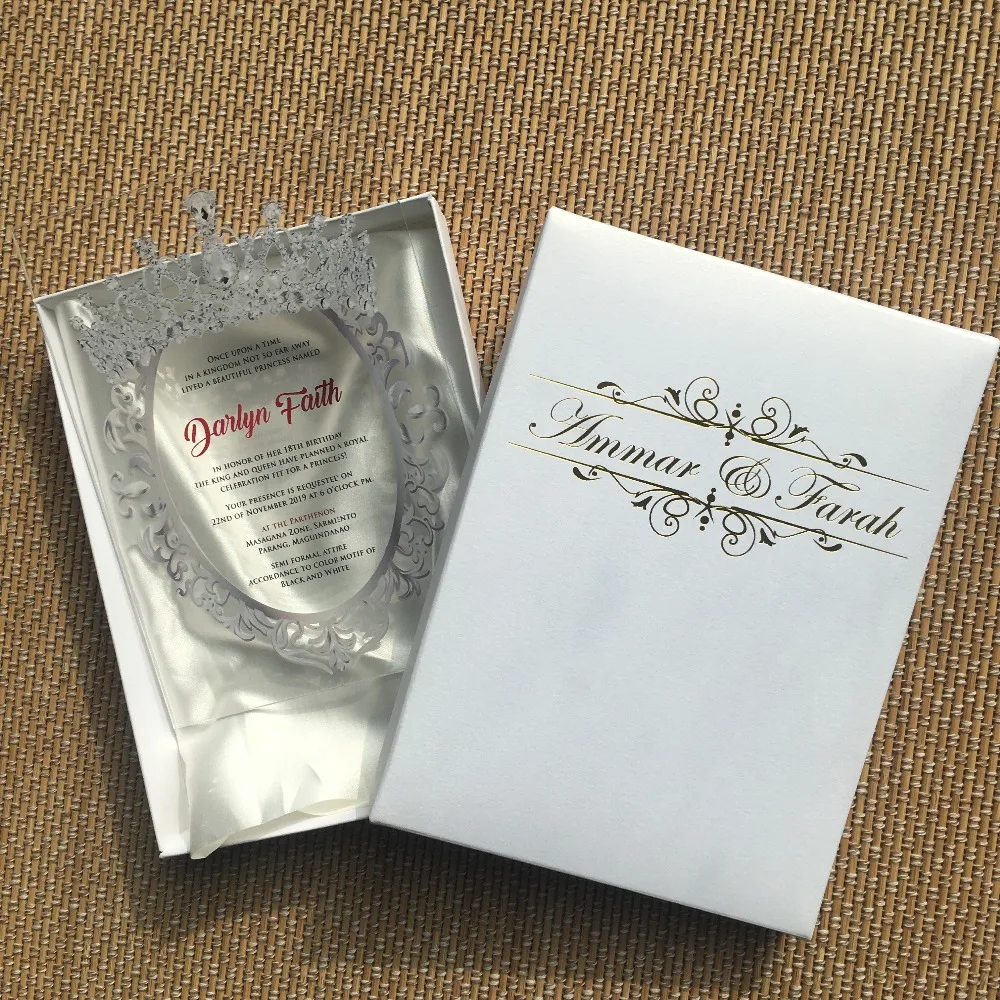 Once upon a time
in a kingdom not so far away
lived a beautiful princess named
Darlyn Faith
in honor of her 18th birthday
the king and queen have planned a royal
celebration fit for a princess!
Your presence is requested on
22nd of November 2019 at 6 o'clock pm.
at the Parthenon
Masagana Zone, Sarmiento
Parang, Maguindanao
Semi formal attire
accordance to color motif of
Black and White
Ammar & Farah